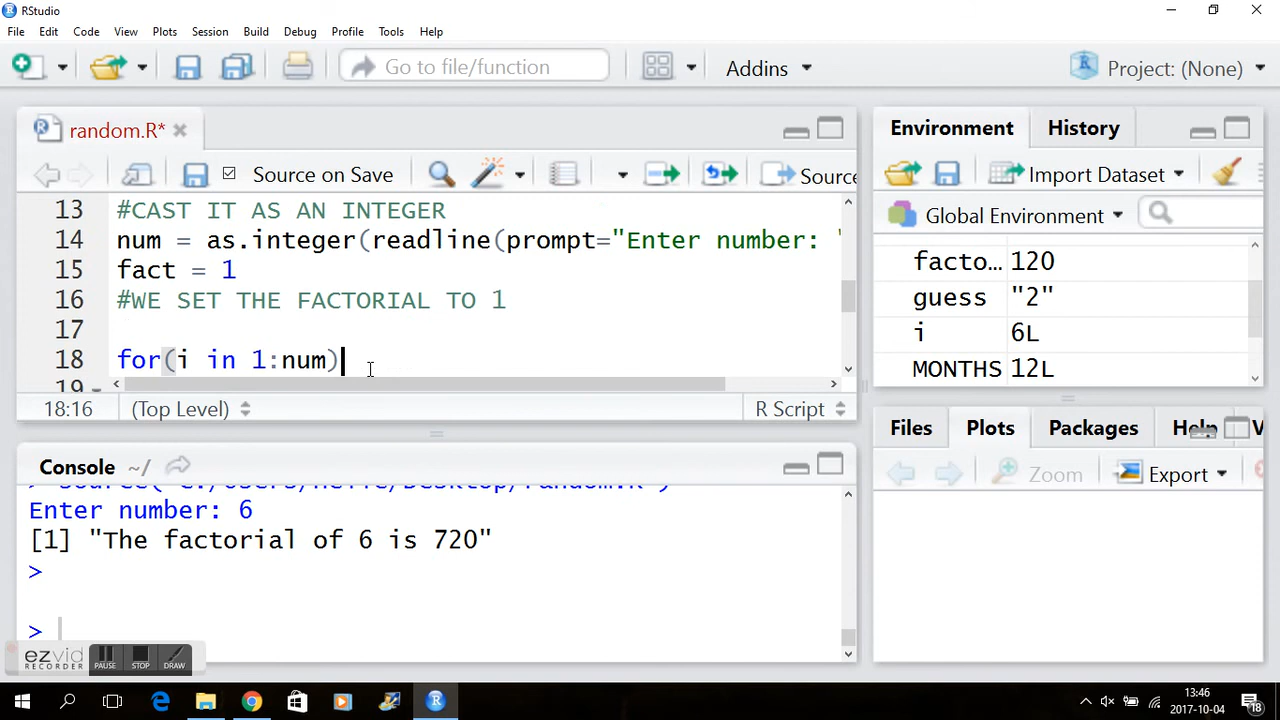 RStudio
File Edit Code View Plots Session Build Debug Profile Tools Help
Go to file/function Addins Project: (None)
random.R*
Source on Save Source
13 #CAST IT AS AN INTEGER
14 num = as.integer(readline(prompt="Enter number: "
15 fact = 1
16 #WE SET THE FACTORIAL TO 1
17
18 for(i in 1:num)
19
18:16 (Top Level) R Script
Console ~/
Enter number: 6
[1] "The factorial of 6 is 720"
>
>
Environment History
Import Dataset
Global Environment
facto... 120
guess "2"
i 6L
MONTHS 12L
Files Plots Packages Help V
Zoom Export
ezvid
RECORDER
PAUSE STOP DRAW
13:46
2017-10-04
18